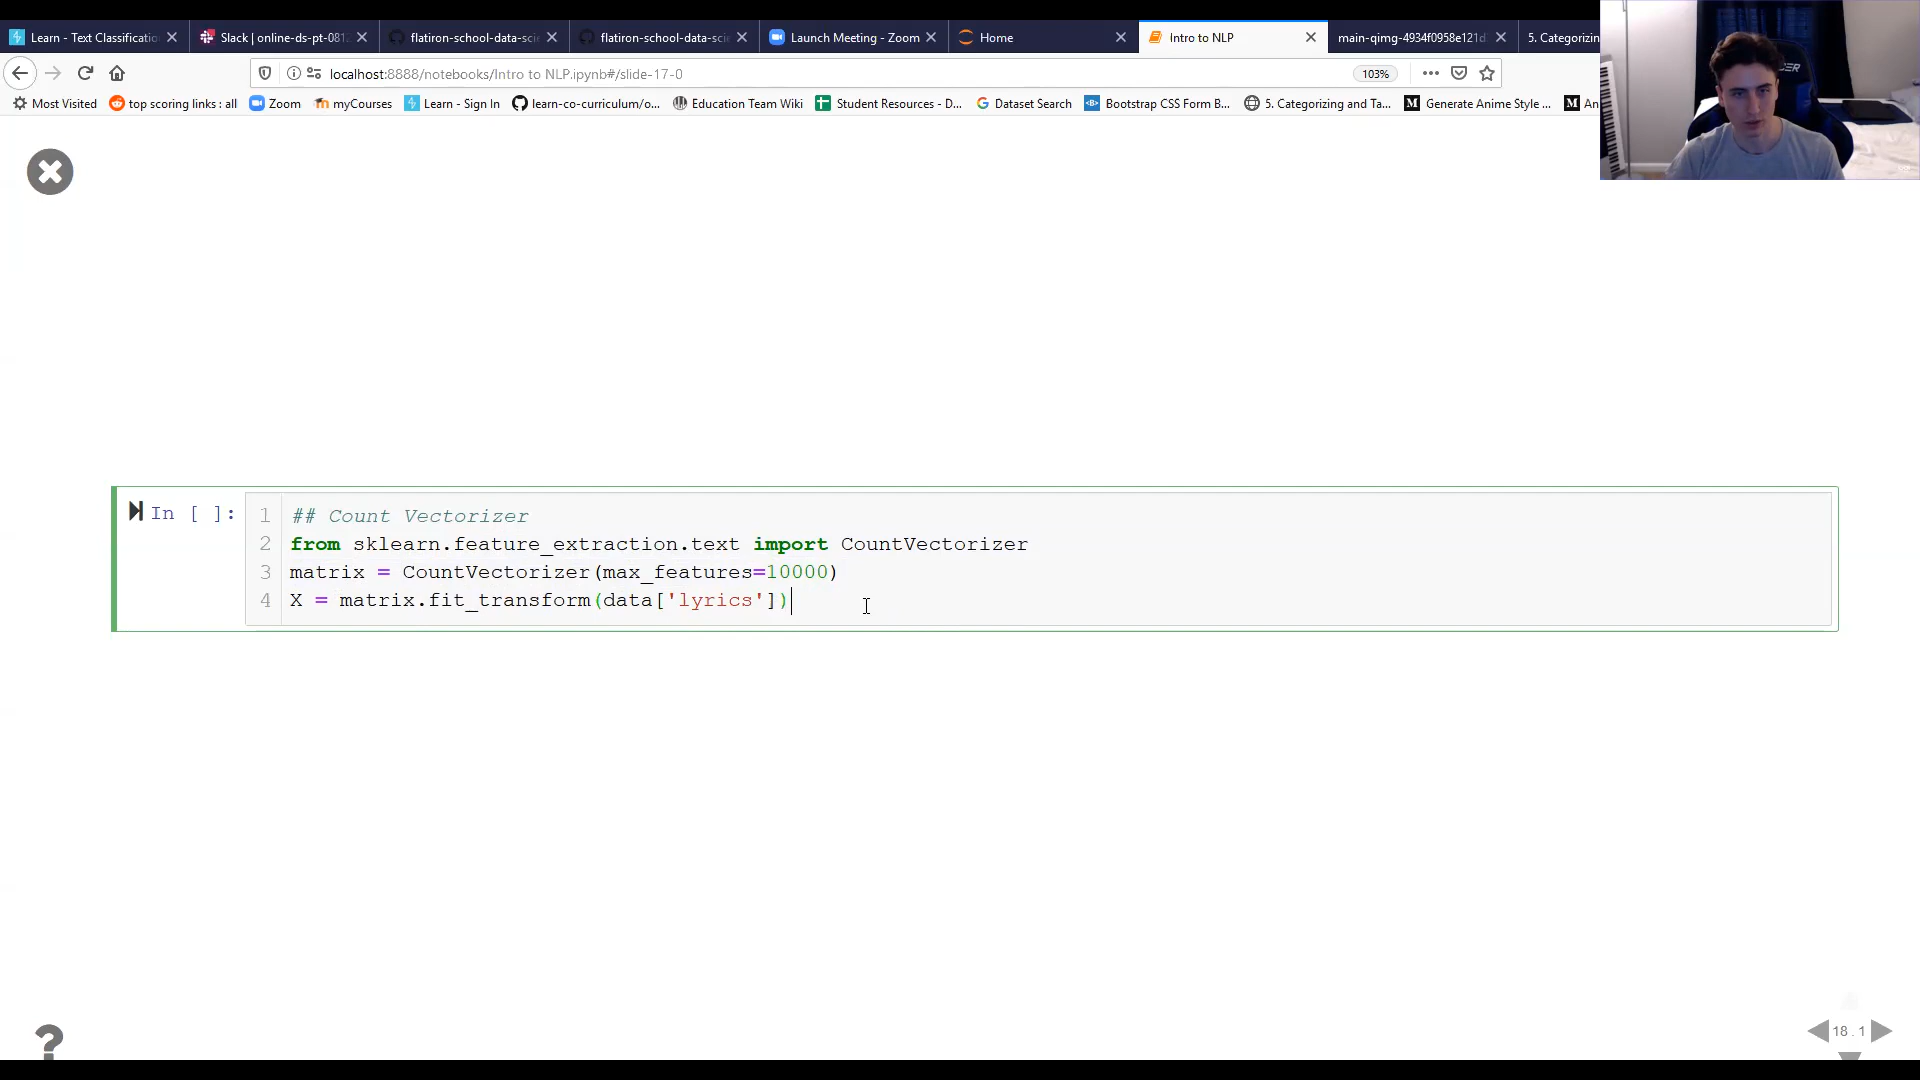 Learn - Text Classificatio
Slack | online-ds-pt-081
flatiron-school-data-sci
flatiron-school-data-sci
Launch Meeting - Zoom
Home
Intro to NLP
main-qimg-4934f0958e121d
5. Categorizin
localhost:8888/notebooks/Intro to NLP.ipynb#/slide-17-0
103%
Most Visited
top scoring links : all
Zoom
myCourses
Learn - Sign In
learn-co-curriculum/o...
Education Team Wiki
Student Resources - D...
Dataset Search
Bootstrap CSS Form B...
5. Categorizing and Ta...
Generate Anime Style ...
An
In [ ]:
1 ## Count Vectorizer
2 from sklearn.feature_extraction.text import CountVectorizer
3 matrix = CountVectorizer(max_features=10000)
4 X = matrix.fit_transform(data['lyrics'])
?
18 . 1